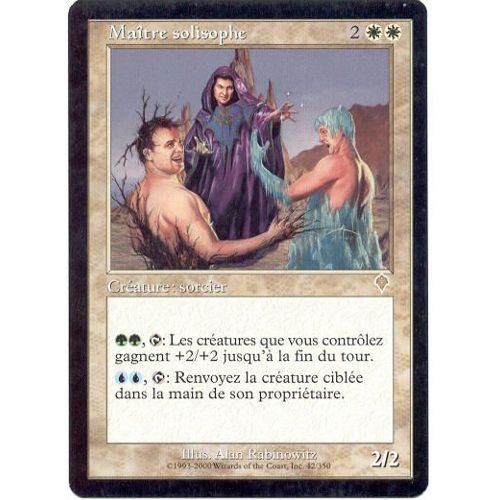 Maître solisophe 2
Créature: sorcier
, : Les créatures que vous contrôlez
gagnent +2/+2 jusqu'à la fin du tour.
, : Renvoyez la créature ciblée
dans la main de son propriétaire.
Illus. Alan Rabinowitz
©1993-2000 Wizards of the Coast, Inc. 42/350
2/2